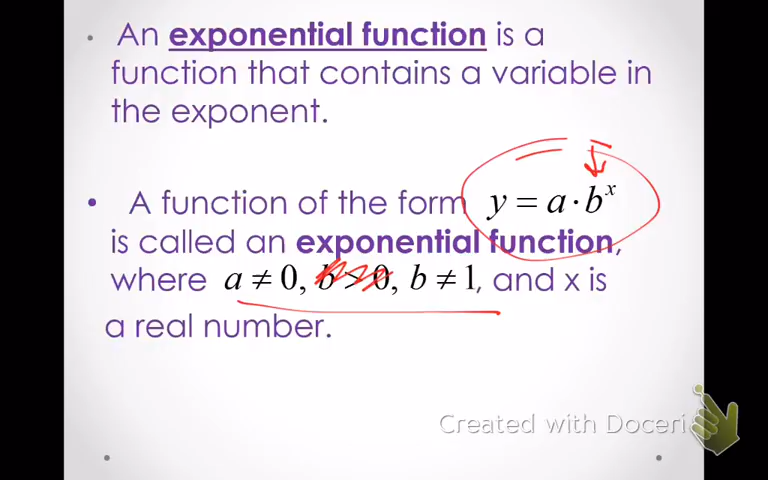 • An exponential function is a
function that contains a variable in
the exponent.
• A function of the form y = a · bˣ
is called an exponential function,
where a ≠ 0, b > 0, b ≠ 1, and x is
a real number.
Created with Doceri